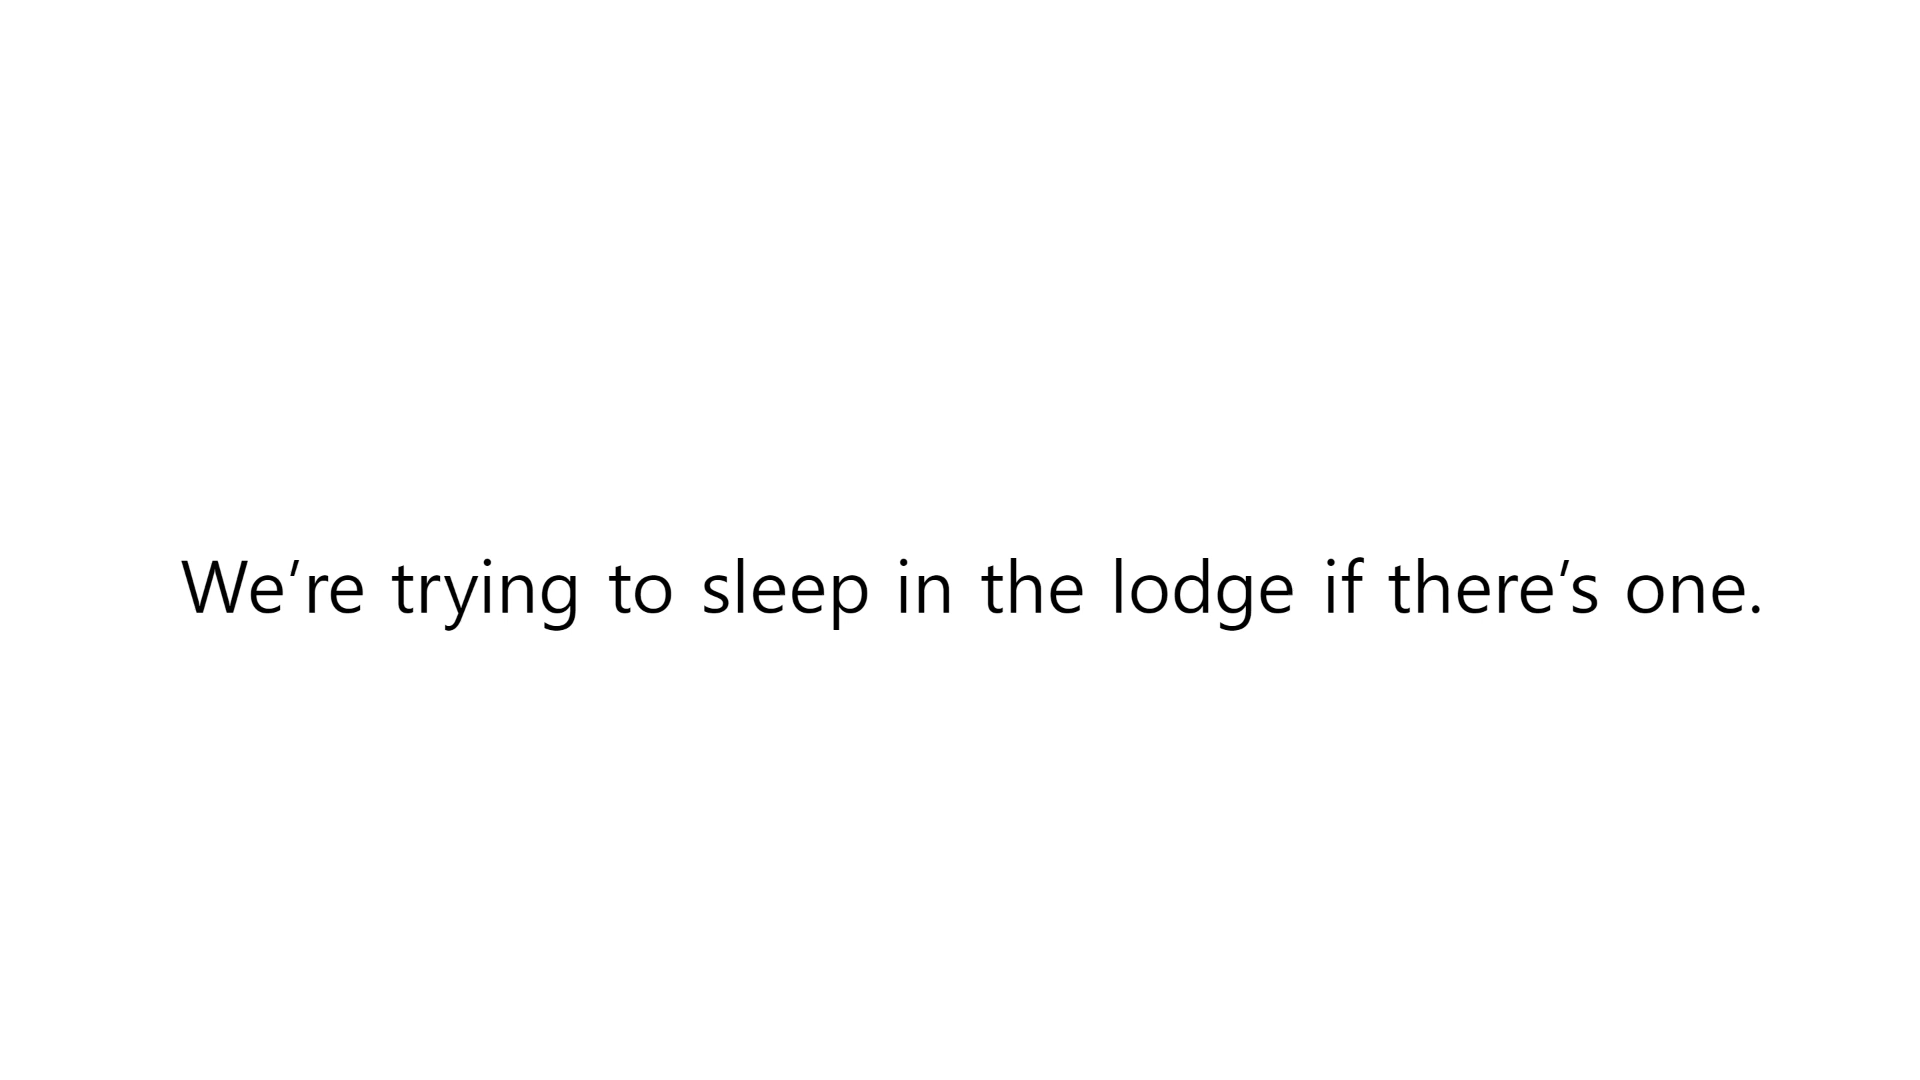 We’re trying to sleep in the lodge if there’s one.